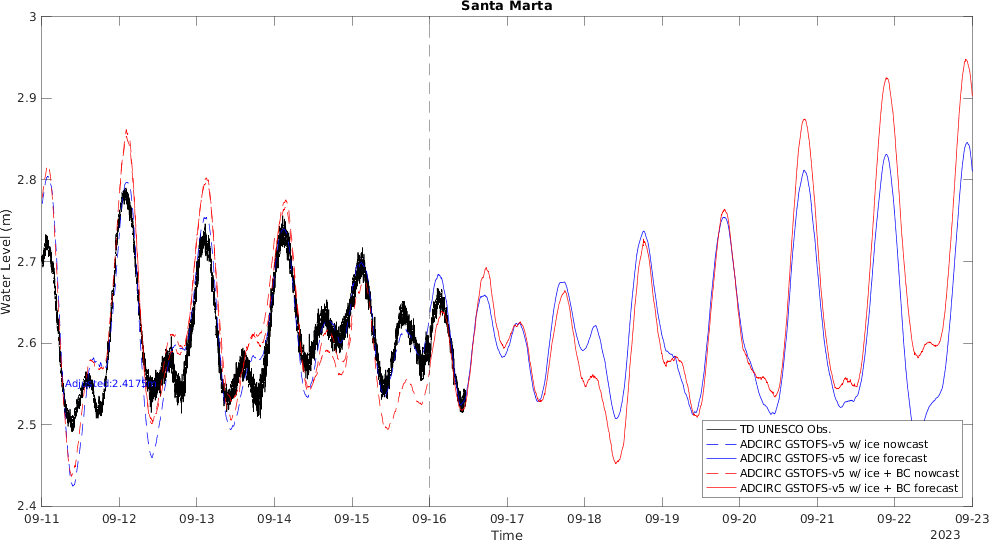 Santa Marta
3
2.9
2.8
2.7
2.6
2.5
2.4
Water Level (m)
Adjusted:2.4175
09-11 09-12 09-13 09-14 09-15 09-16 09-17 09-18 09-19 09-20 09-21 09-22 09-23
Time
2023
TD UNESCO Obs.
ADCIRC GSTOFS-v5 w/ ice nowcast
ADCIRC GSTOFS-v5 w/ ice forecast
ADCIRC GSTOFS-v5 w/ ice + BC nowcast
ADCIRC GSTOFS-v5 w/ ice + BC forecast